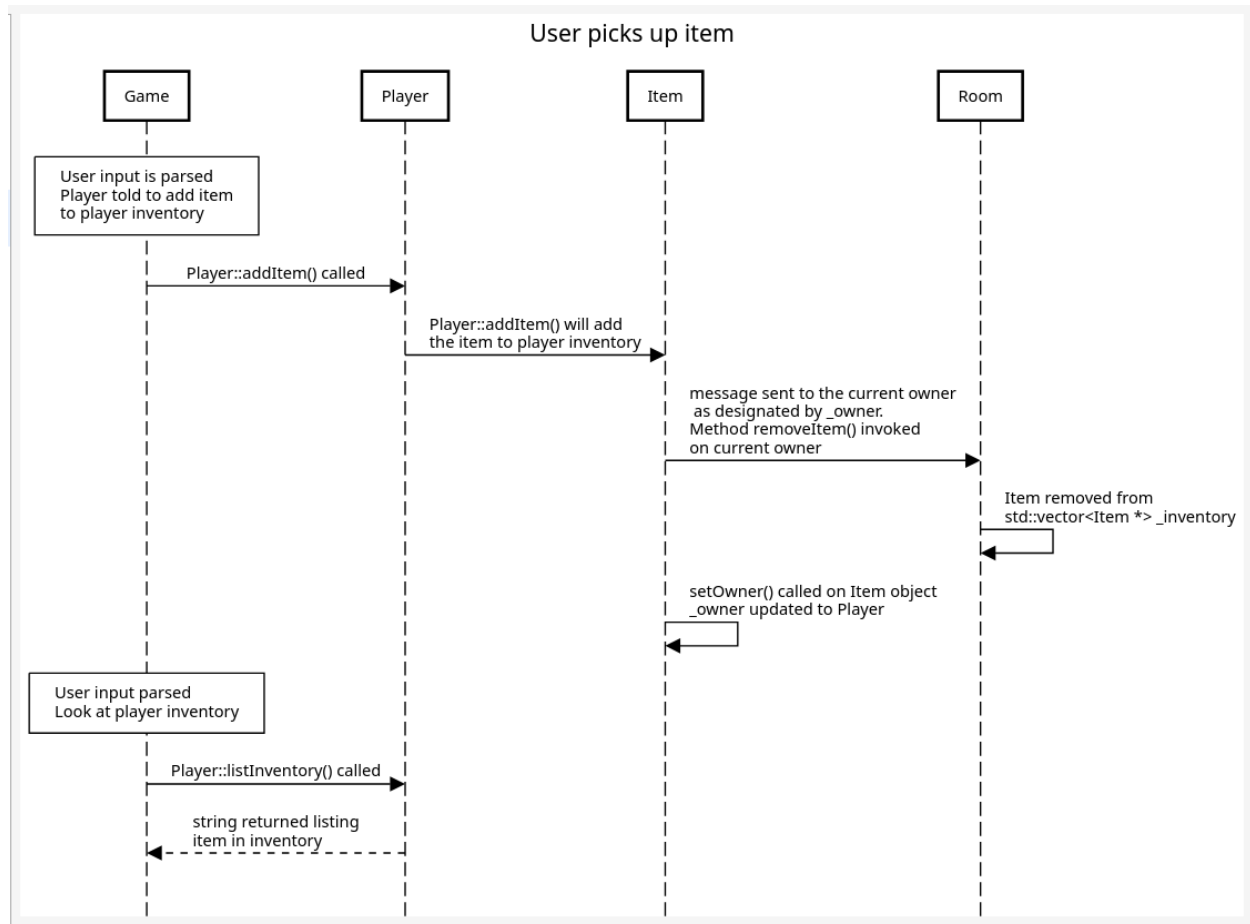 User picks up item
Game
Player
Item
Room
User input is parsed
Player told to add item
to player inventory
Player::addItem() called
Player::addItem() will add
the item to player inventory
message sent to the current owner
as designated by _owner.
Method removeItem() invoked
on current owner
Item removed from
std::vector<Item *> _inventory
setOwner() called on Item object
_owner updated to Player
User input parsed
Look at player inventory
Player::listInventory() called
string returned listing
item in inventory